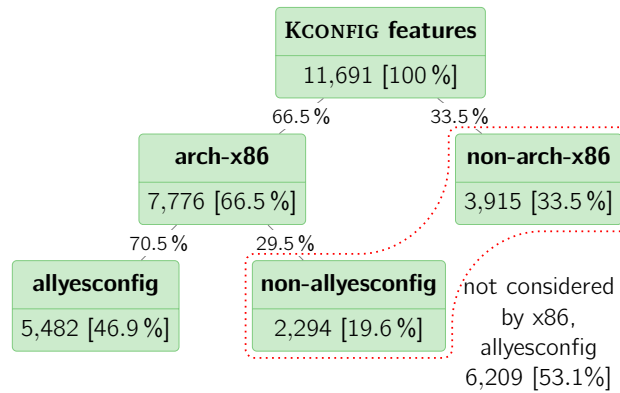 KCONFIG features
11,691 [100 %]
66.5 %
33.5 %
arch-x86
7,776 [66.5 %]
non-arch-x86
3,915 [33.5 %]
70.5 %
29.5 %
allyesconfig
5,482 [46.9 %]
non-allyesconfig
2,294 [19.6 %]
not considered
by x86,
allyesconfig
6,209 [53.1%]